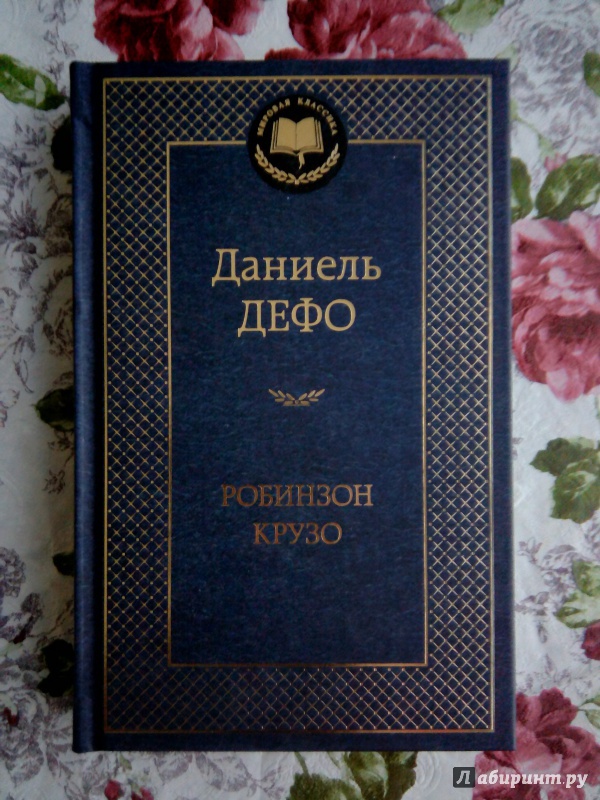 МИРОВАЯ КЛАССИКА
Даниель
ДЕФО
РОБИНЗОН
КРУЗО
Лабиринт.ру